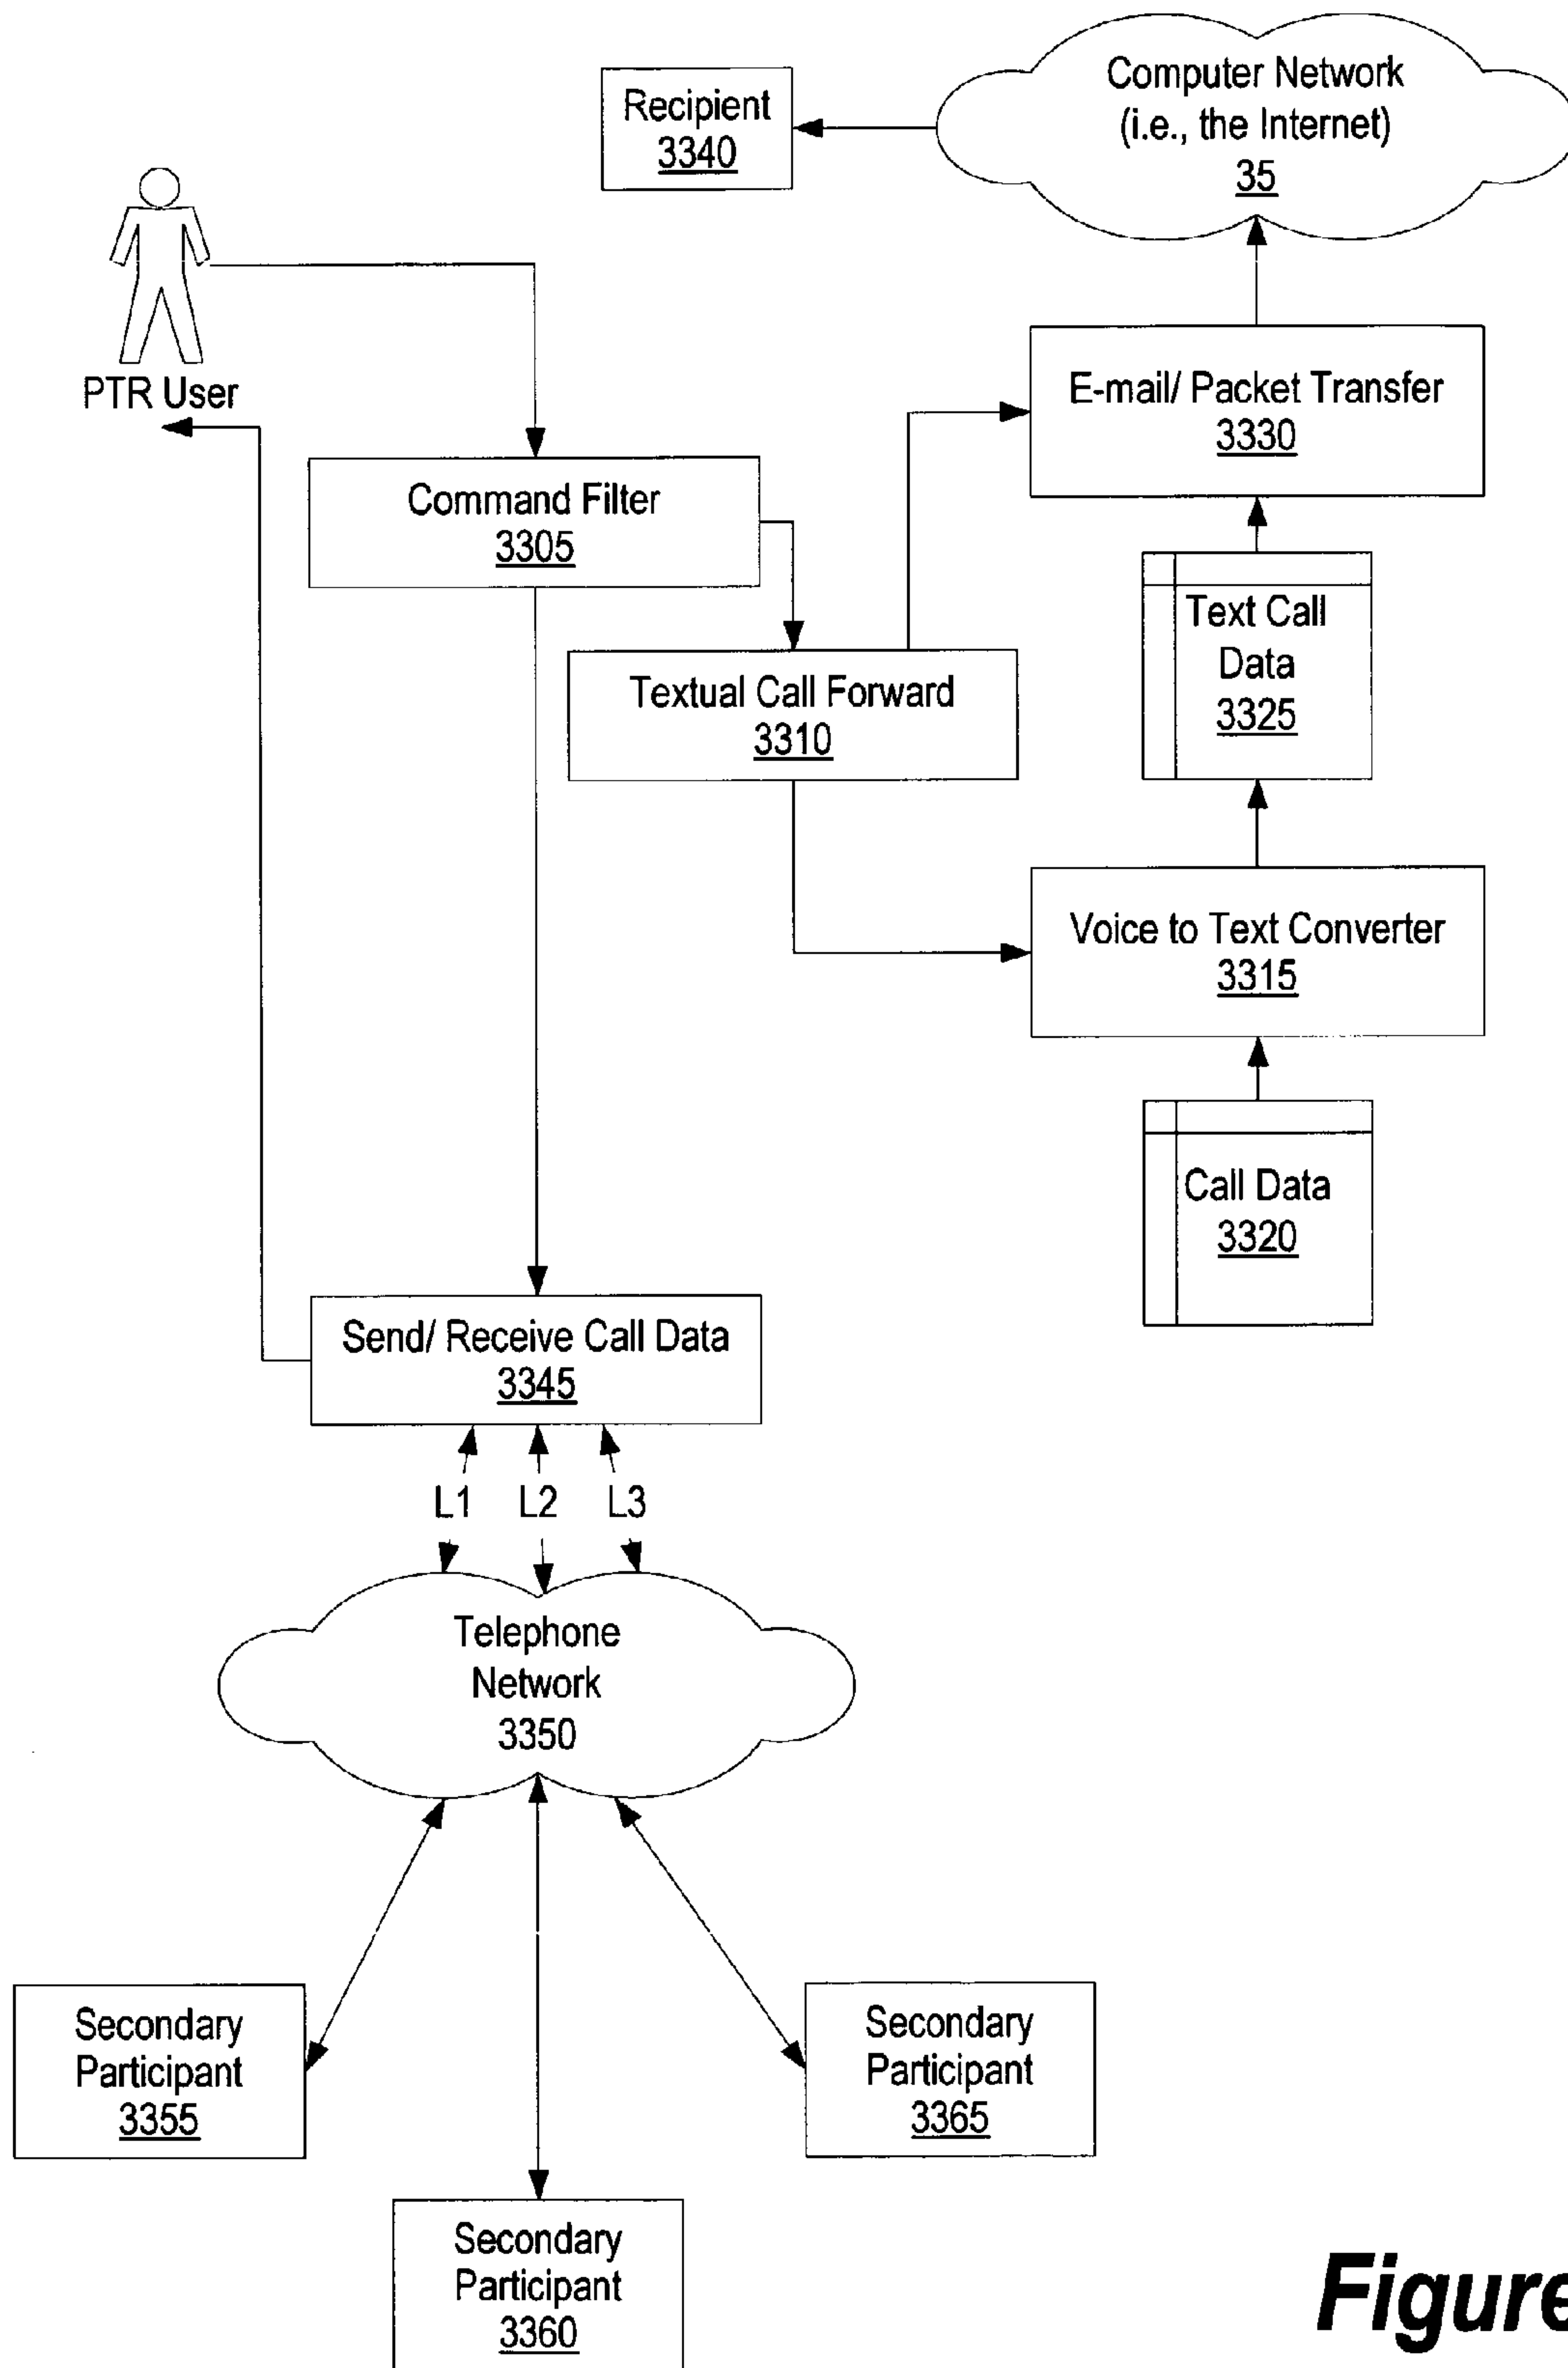 Computer Network
(i.e., the Internet)
35
Recipient
3340
PTR User
E-mail/ Packet Transfer
3330
Command Filter
3305
Text Call
Data
3325
Textual Call Forward
3310
Voice to Text Converter
3315
Call Data
3320
Send/ Receive Call Data
3345
L1 L2 L3
Telephone
Network
3350
Secondary
Participant
3355
Secondary
Participant
3365
Secondary
Participant
3360
Figure